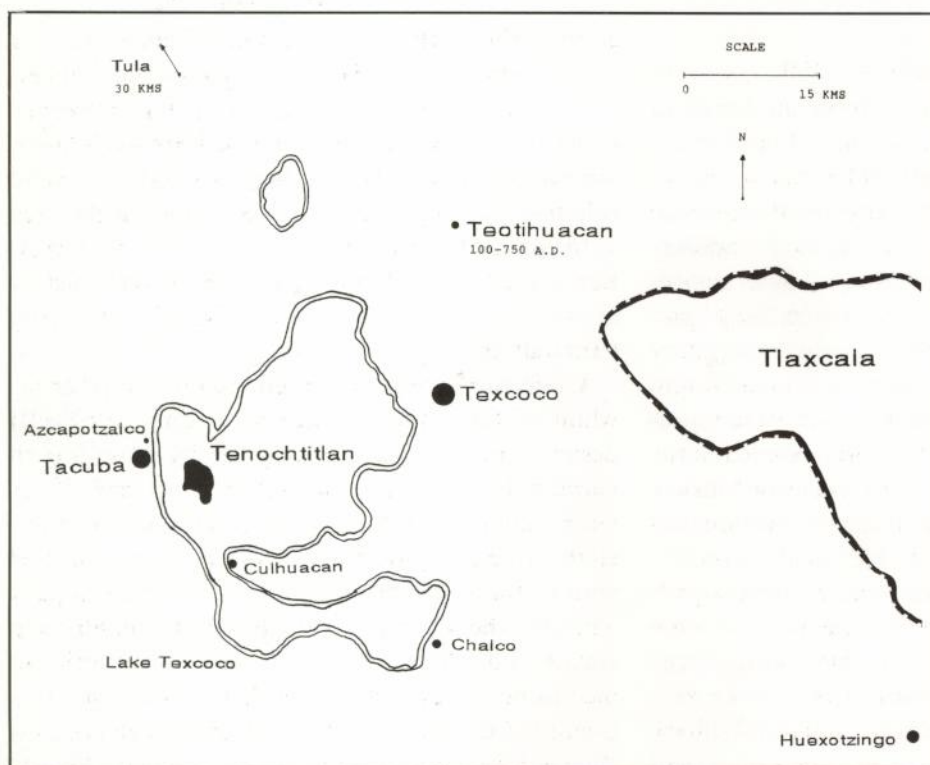 SCALE
0 15 KMS
N
Tula
30 KMS
Teotihuacan
100-750 A.D.
Tlaxcala
Texcoco
Azcapotzalco
Tacuba
Tenochtitlan
Culhuacan
Chalco
Lake Texcoco
Huexotzingo